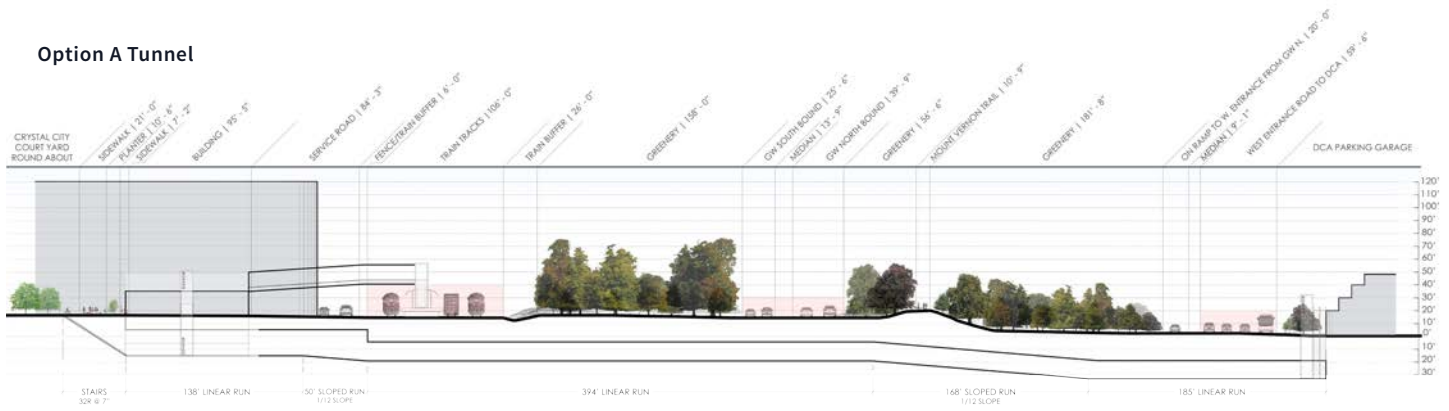 Option A Tunnel
CRYSTAL CITY
COURT YARD
ROUND ABOUT
SIDEWALK | 21' - 0"
PLANTER | 10' - 6"
SIDEWALK | 7' - 2"
BUILDING | 95' - 5"
SERVICE ROAD | 84' - 3"
FENCE/TRAIN BUFFER | 6' - 0"
TRAIN TRACKS | 106' - 0"
TRAIN BUFFER | 26' - 0"
GREENERY | 158' - 0"
GW SOUTH BOUND | 25' - 6"
MEDIAN | 13' - 9"
GW NORTH BOUND | 39' - 9"
GREENERY | 56' - 6"
MOUNT VERNON TRAIL | 10' - 9"
GREENERY | 181' - 8"
ON RAMP TO W. ENTRANCE FROM GW N. | 20' - 0"
MEDIAN | 9' - 1"
WEST ENTRANCE ROAD TO DCA | 59' - 6"
DCA PARKING GARAGE
120'
110'
100'
90'
80'
70'
60'
50'
40'
30'
20'
10'
0'
10'
20'
30'
STAIRS
32R @ 7"
138' LINEAR RUN
50' SLOPED RUN
1/12 SLOPE
394' LINEAR RUN
168' SLOPED RUN
1/12 SLOPE
185' LINEAR RUN